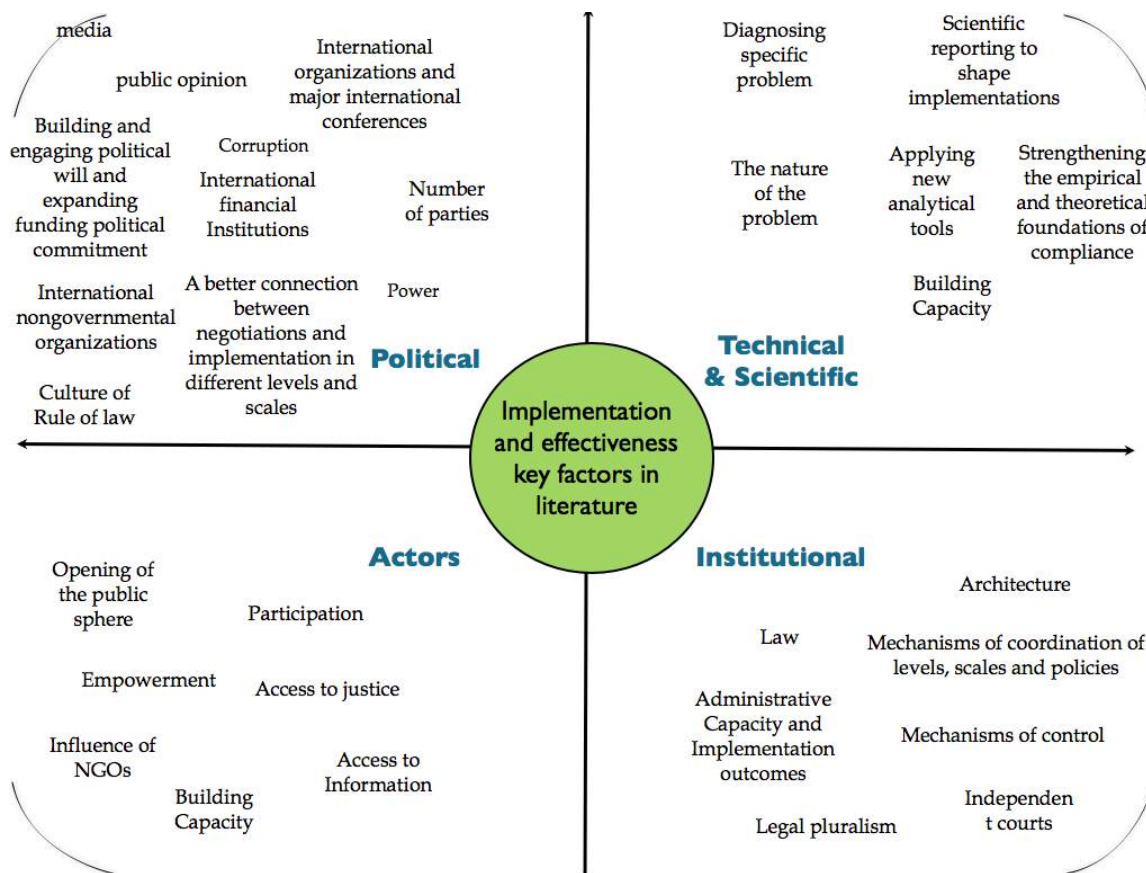 media
public opinion
International
organizations and
major international
conferences
Building and
engaging political
will and
expanding
funding political
commitment
Corruption
International
financial
Institutions
Number
of parties
International
nongovernmental
organizations
A better connection
between
negotiations and
implementation in
different levels and
scales
Power
Culture of
Rule of law
Political
Diagnosing
specific
problem
Scientific
reporting to
shape
implementations
The nature
of the
problem
Applying
new
analytical
tools
Strengthening
the empirical
and theoretical
foundations of
compliance
Building
Capacity
Technical
& Scientific
Implementation
and effectiveness
key factors in
literature
Actors
Opening of
the public
sphere
Participation
Empowerment
Access to justice
Influence of
NGOs
Building
Capacity
Access to
Information
Institutional
Architecture
Law
Mechanisms of coordination of
levels, scales and policies
Administrative
Capacity and
Implementation
outcomes
Mechanisms of control
Legal pluralism
Independen
t courts